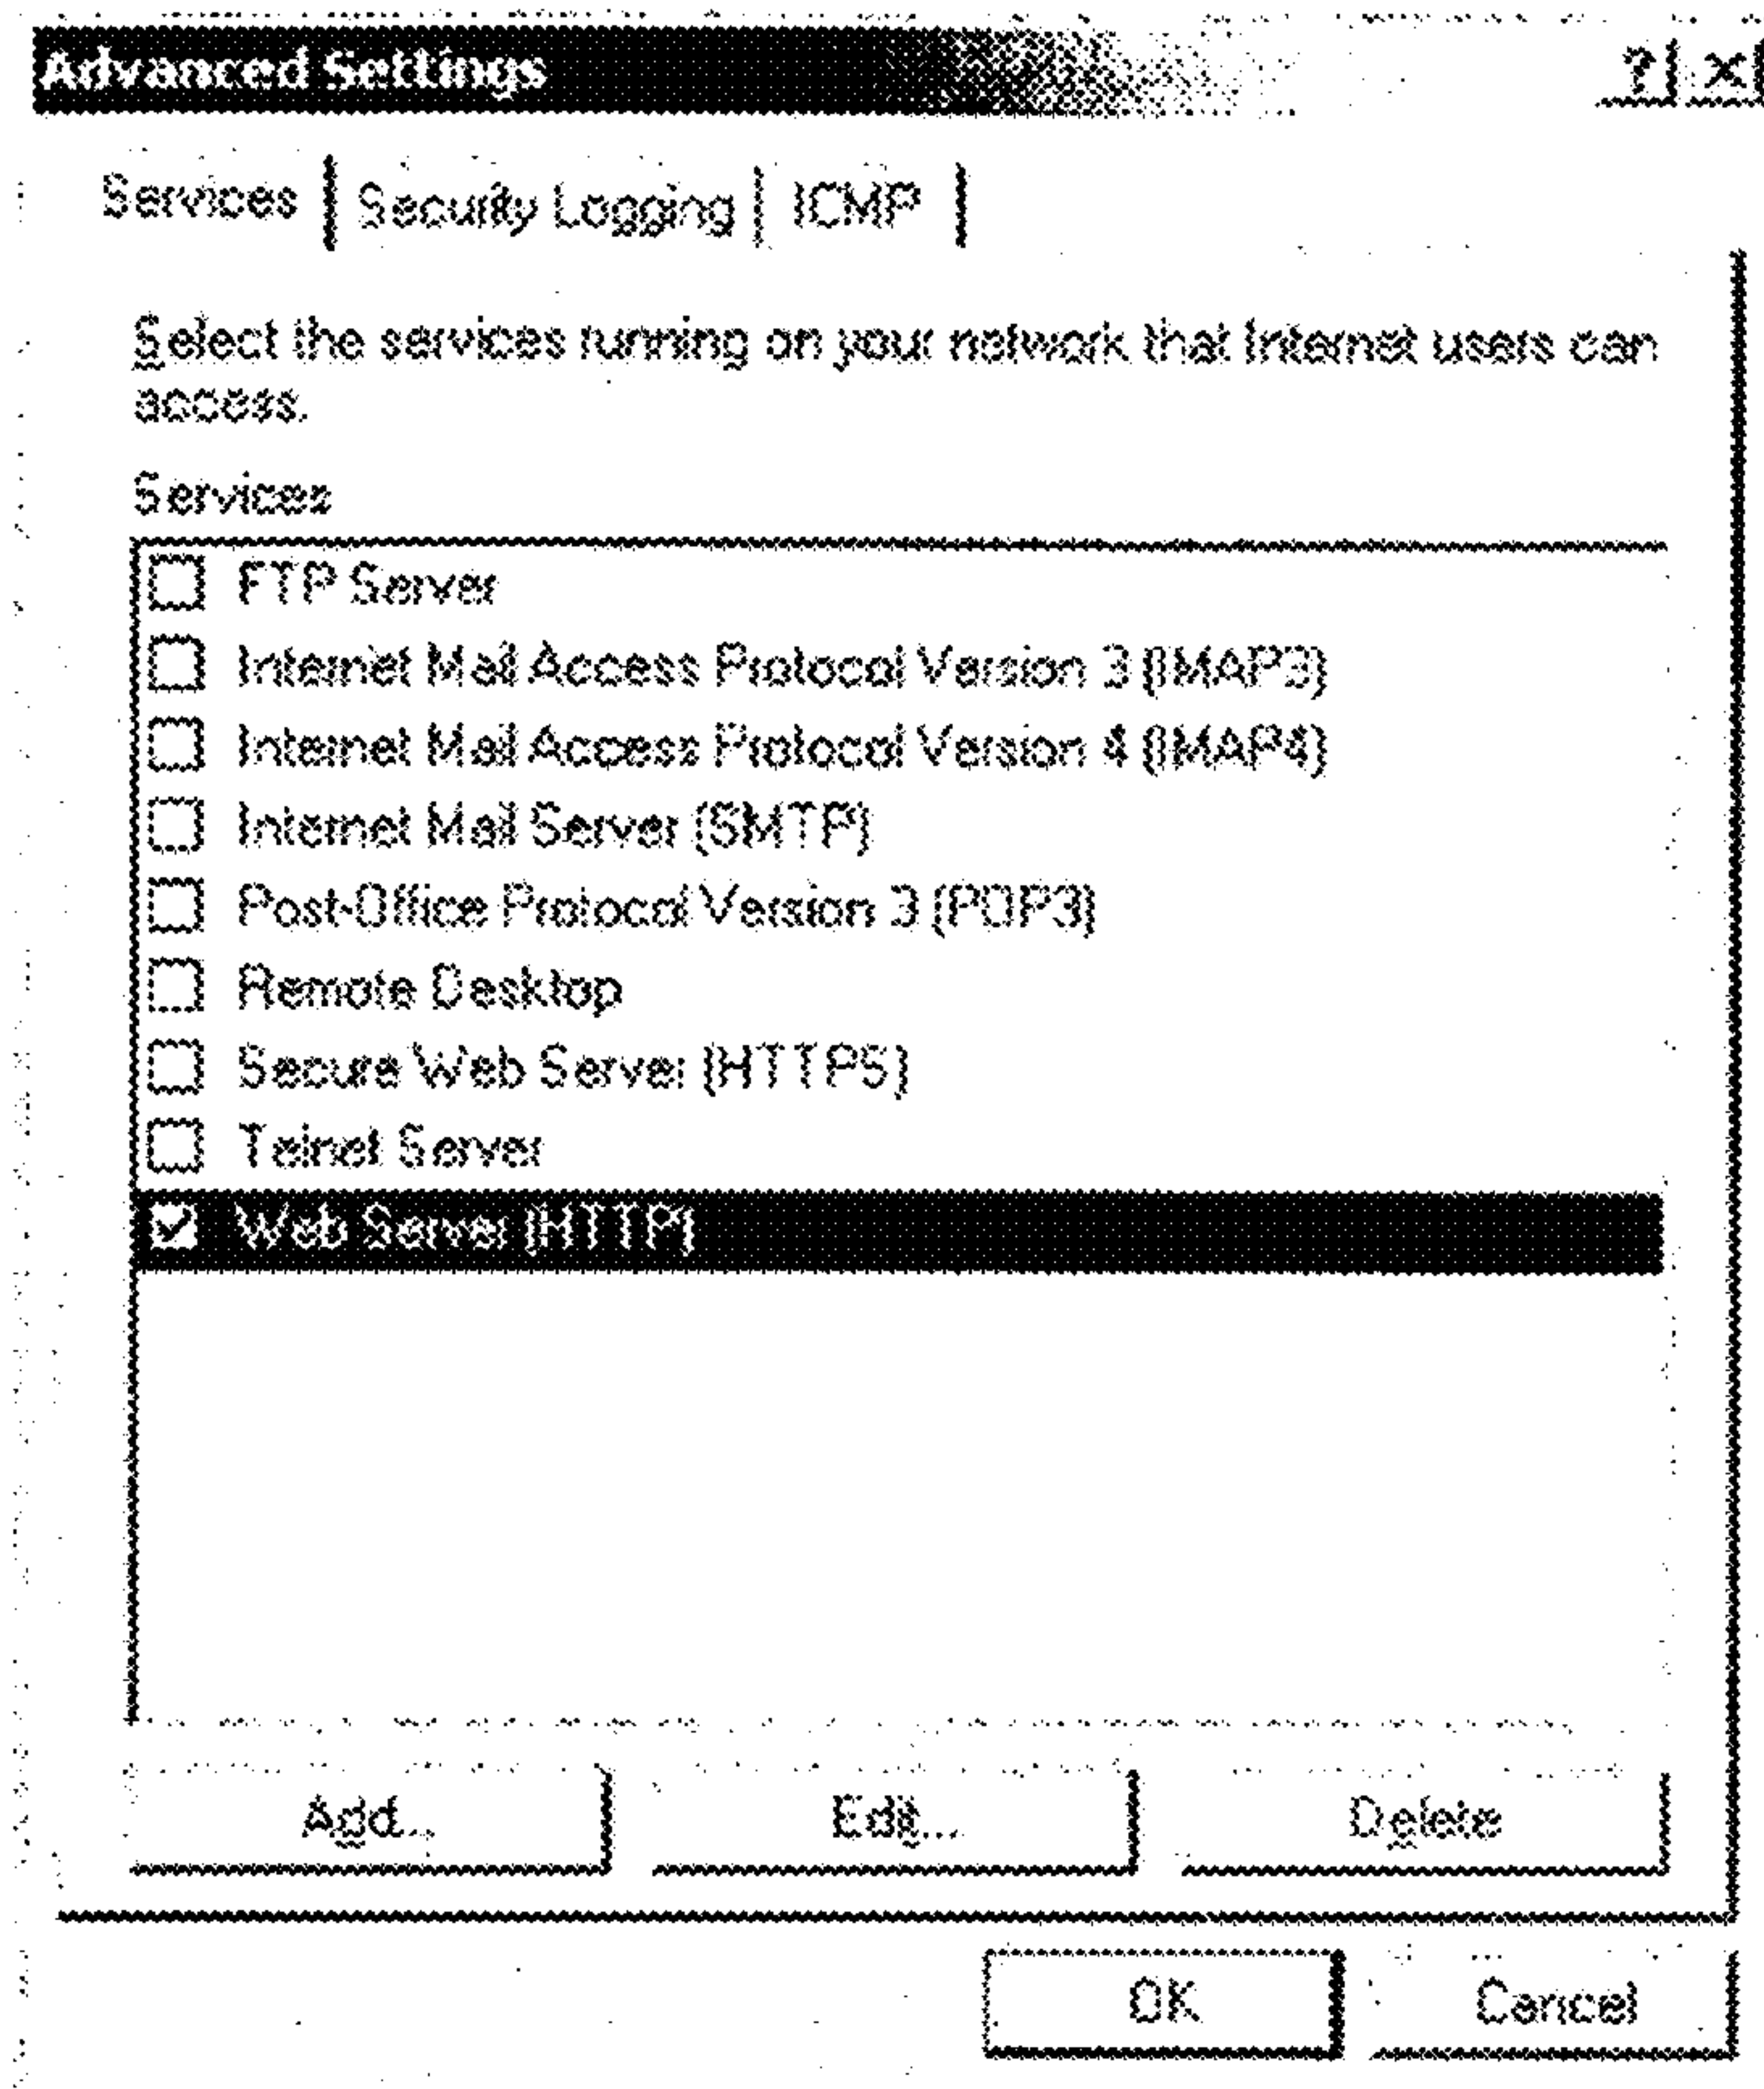 Advanced Settings
Services | Security Logging | ICMP
Select the services running on your network that Internet users can
access.
Services
FTP Server
Internet Mail Access Protocol Version 3 (IMAP3)
Internet Mail Access Protocol Version 4 (IMAP4)
Internet Mail Server (SMTP)
Post-Office Protocol Version 3 (POP3)
Remote Desktop
Secure Web Server (HTTPS)
Telnet Server
Web Server (HTTP)
Add... Edit... Delete
OK Cancel